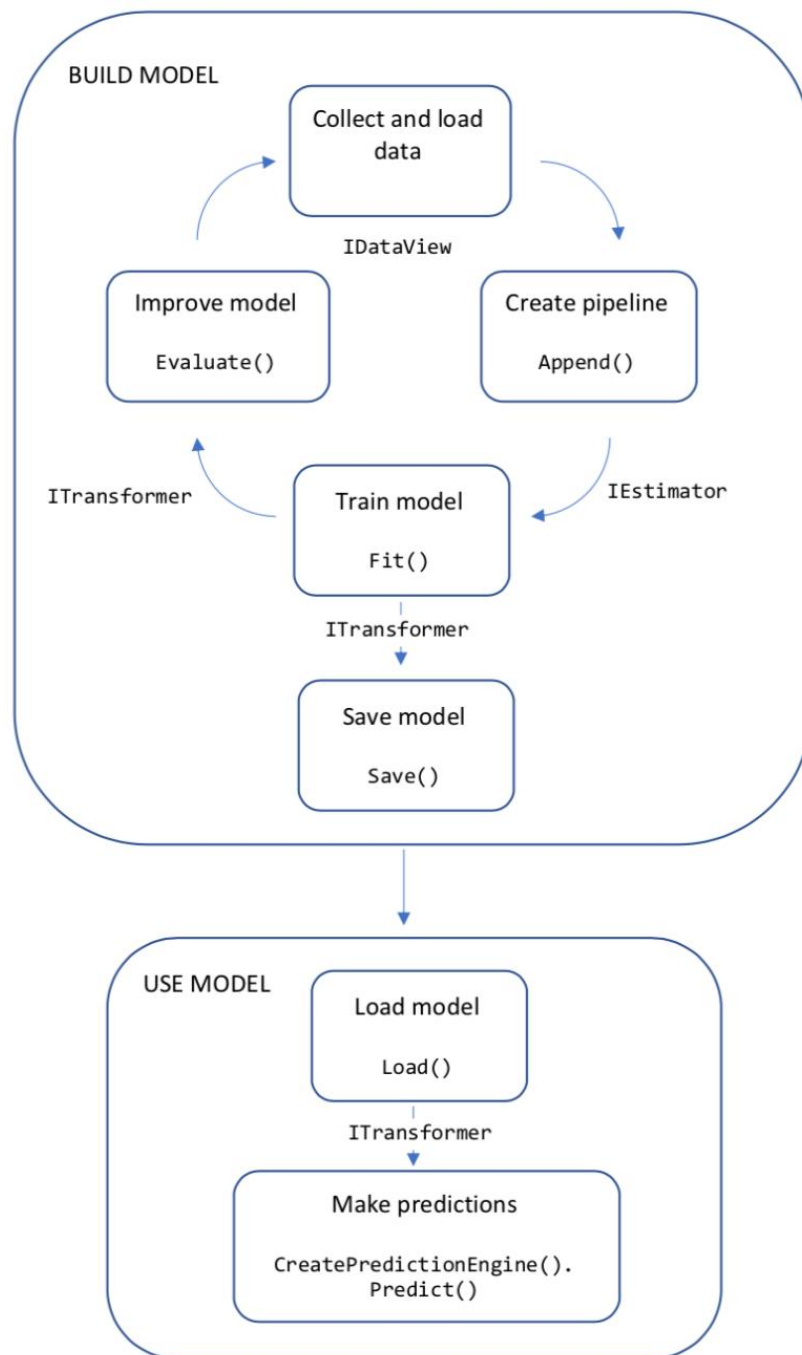 BUILD MODEL
Collect and load
data
IDataView
Improve model
Evaluate()
Create pipeline
Append()
ITransformer
IEstimator
Train model
Fit()
ITransformer
Save model
Save()
USE MODEL
Load model
Load()
ITransformer
Make predictions
CreatePredictionEngine().
Predict()